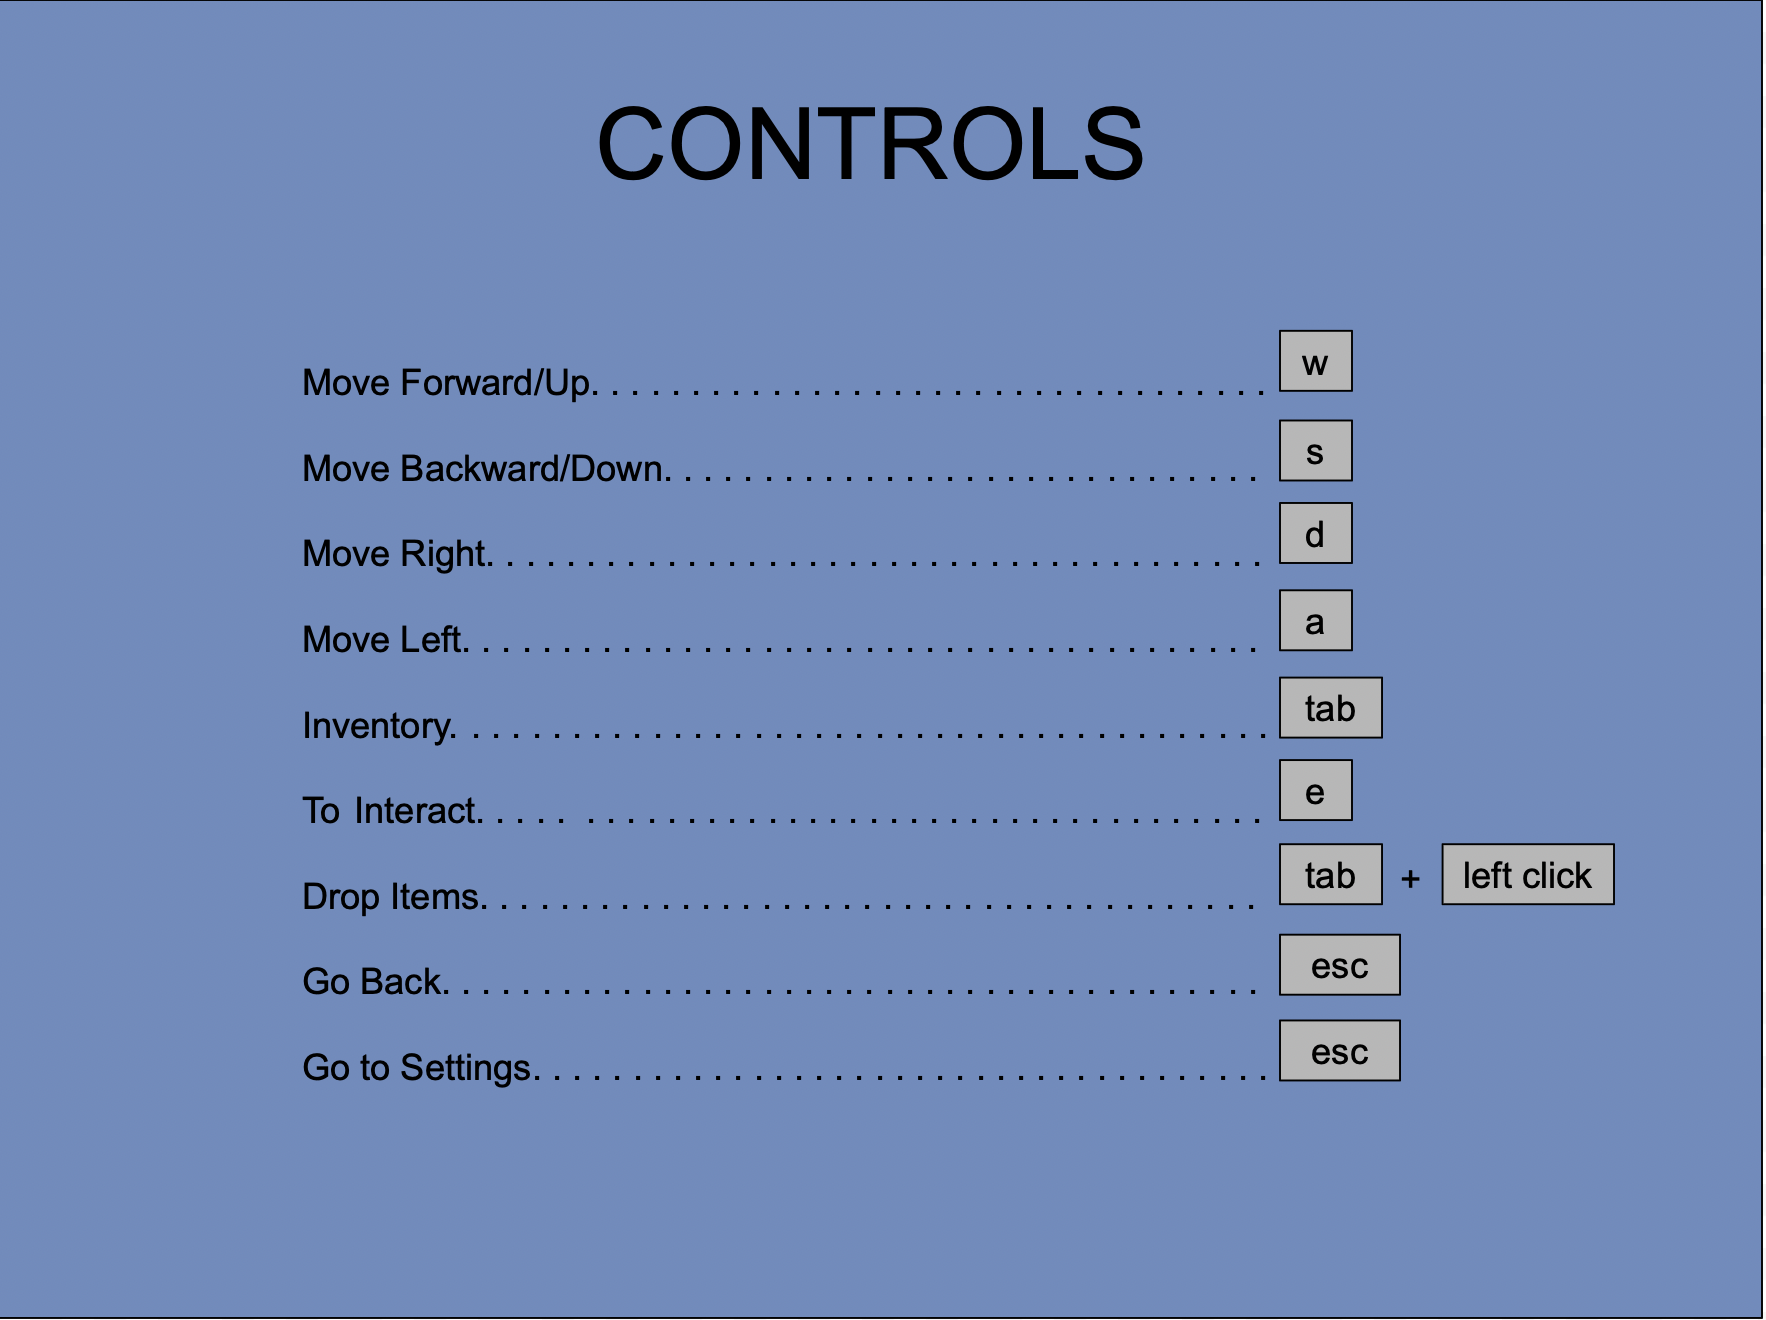 CONTROLS
Move Forward/Up. . . . . . . . . . . . . . . . . . . . . . . . . . . . . . . . . . w
Move Backward/Down. . . . . . . . . . . . . . . . . . . . . . . . . . . . . . s
Move Right. . . . . . . . . . . . . . . . . . . . . . . . . . . . . . . . . . . . . . . d
Move Left. . . . . . . . . . . . . . . . . . . . . . . . . . . . . . . . . . . . . . . . a
Inventory. . . . . . . . . . . . . . . . . . . . . . . . . . . . . . . . . . . . . . . . . tab
To Interact. . . . . . . . . . . . . . . . . . . . . . . . . . . . . . . . . . . . . . . e
Drop Items. . . . . . . . . . . . . . . . . . . . . . . . . . . . . . . . . . . . . . . tab + left click
Go Back. . . . . . . . . . . . . . . . . . . . . . . . . . . . . . . . . . . . . . . . . esc
Go to Settings. . . . . . . . . . . . . . . . . . . . . . . . . . . . . . . . . . . . . esc